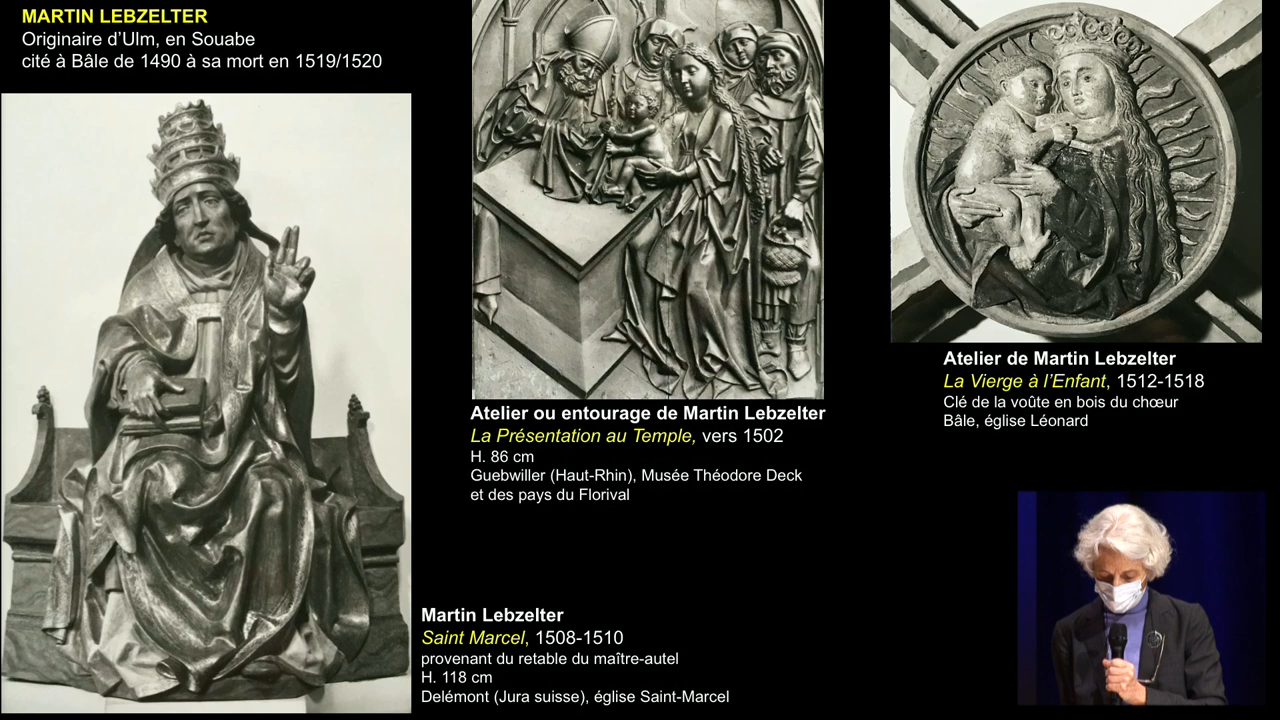 MARTIN LEBZELTER
Originaire d'Ulm, en Souabe
cité à Bâle de 1490 à sa mort en 1519/1520
Atelier ou entourage de Martin Lebzelter
La Présentation au Temple, vers 1502
H. 86 cm
Guebwiller (Haut-Rhin), Musée Théodore Deck
et des pays du Florival
Atelier de Martin Lebzelter
La Vierge à l'Enfant, 1512-1518
Clé de la voûte en bois du chœur
Bâle, église Léonard
Martin Lebzelter
Saint Marcel, 1508-1510
provenant du retable du maître-autel
H. 118 cm
Delémont (Jura suisse), église Saint-Marcel